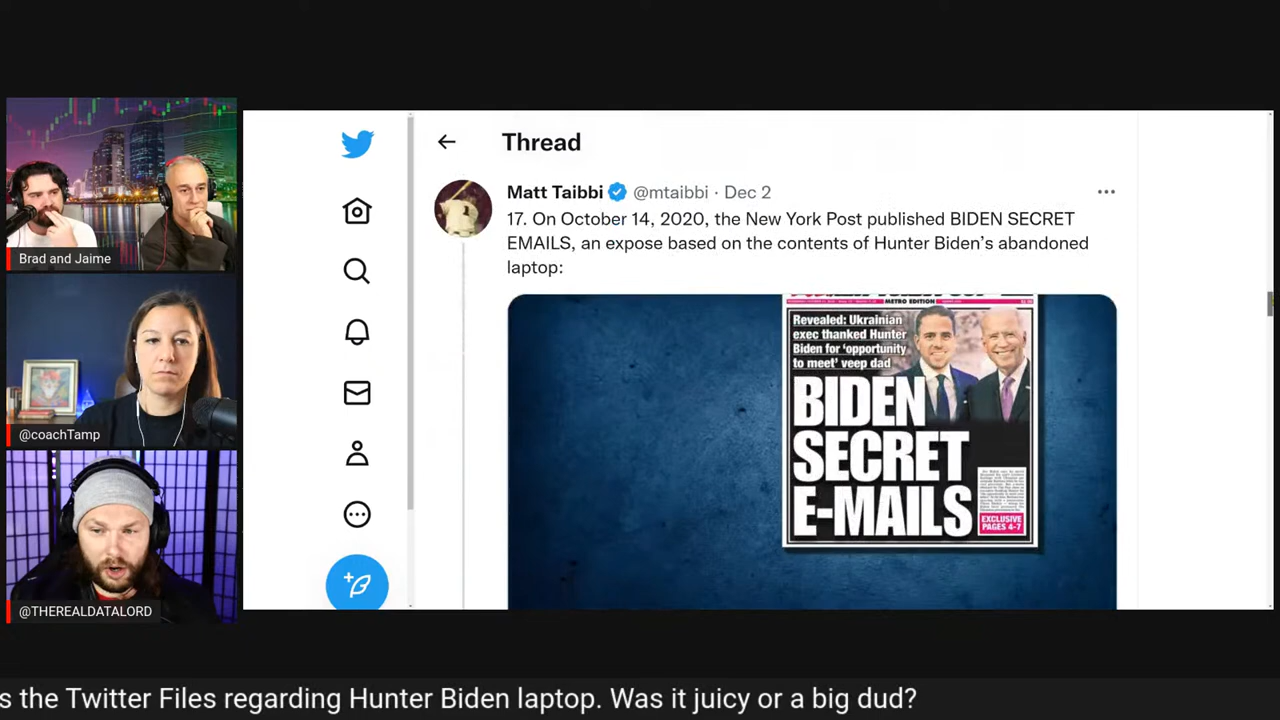 Brad and Jaime
@coachTamp
@THEREALDATALORD
Thread
Matt Taibbi @mtaibbi · Dec 2
17. On October 14, 2020, the New York Post published BIDEN SECRET
EMAILS, an expose based on the contents of Hunter Biden’s abandoned
laptop:
METRO EDITION
Revealed: Ukrainian
exec thanked Hunter
Biden for ‘opportunity
to meet’ veep dad
BIDEN
SECRET
E-MAILS
EXCLUSIVE
PAGES 4-7
s the Twitter Files regarding Hunter Biden laptop. Was it juicy or a big dud?